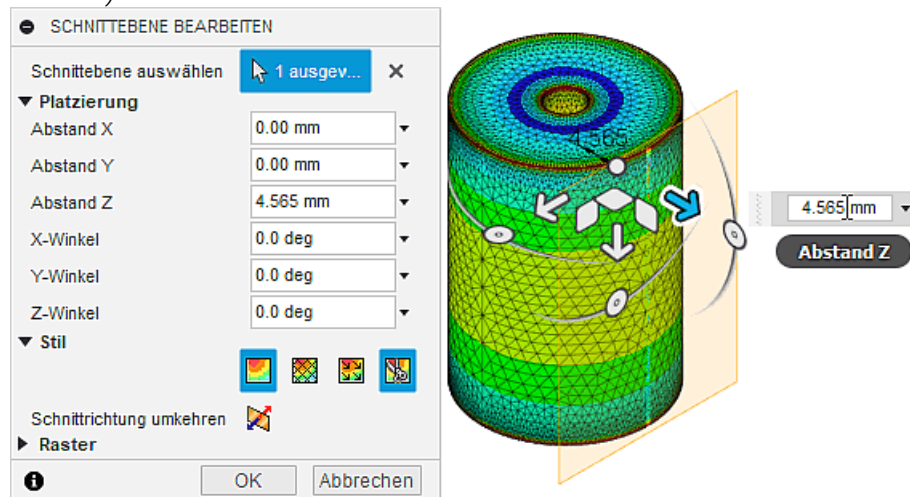 SCHNITTEBENE BEARBEITEN
Schnittebene auswählen 1 ausgew...
Platzierung
Abstand X 0.00 mm
Abstand Y 0.00 mm
Abstand Z 4.565 mm
X-Winkel 0.0 deg
Y-Winkel 0.0 deg
Z-Winkel 0.0 deg
Stil
Schnittrichtung umkehren
Raster
OK Abbrechen
4.565
4.565 mm
Abstand Z